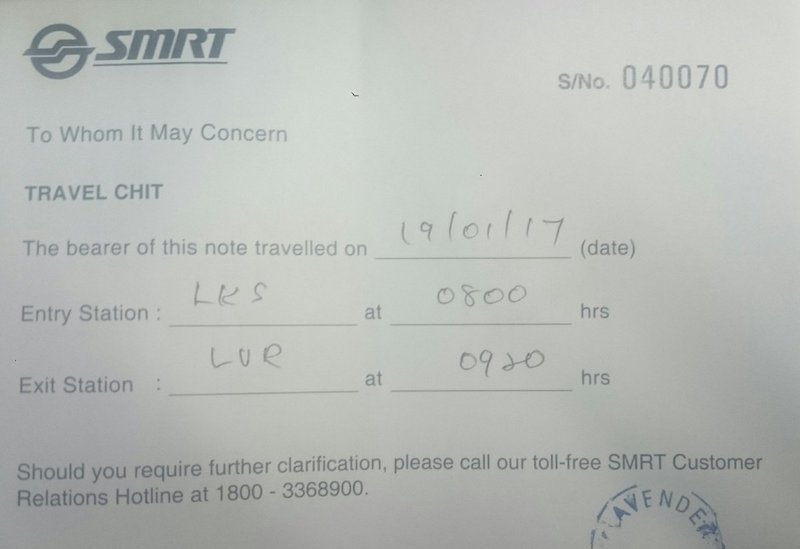 SMRT
S/No. 040070
To Whom It May Concern
TRAVEL CHIT
The bearer of this note travelled on 19/01/17 (date)
Entry Station : LKS at 0800 hrs
Exit Station : LVR at 0920 hrs
Should you require further clarification, please call our toll-free SMRT Customer
Relations Hotline at 1800 - 3368900.
LAVENDER